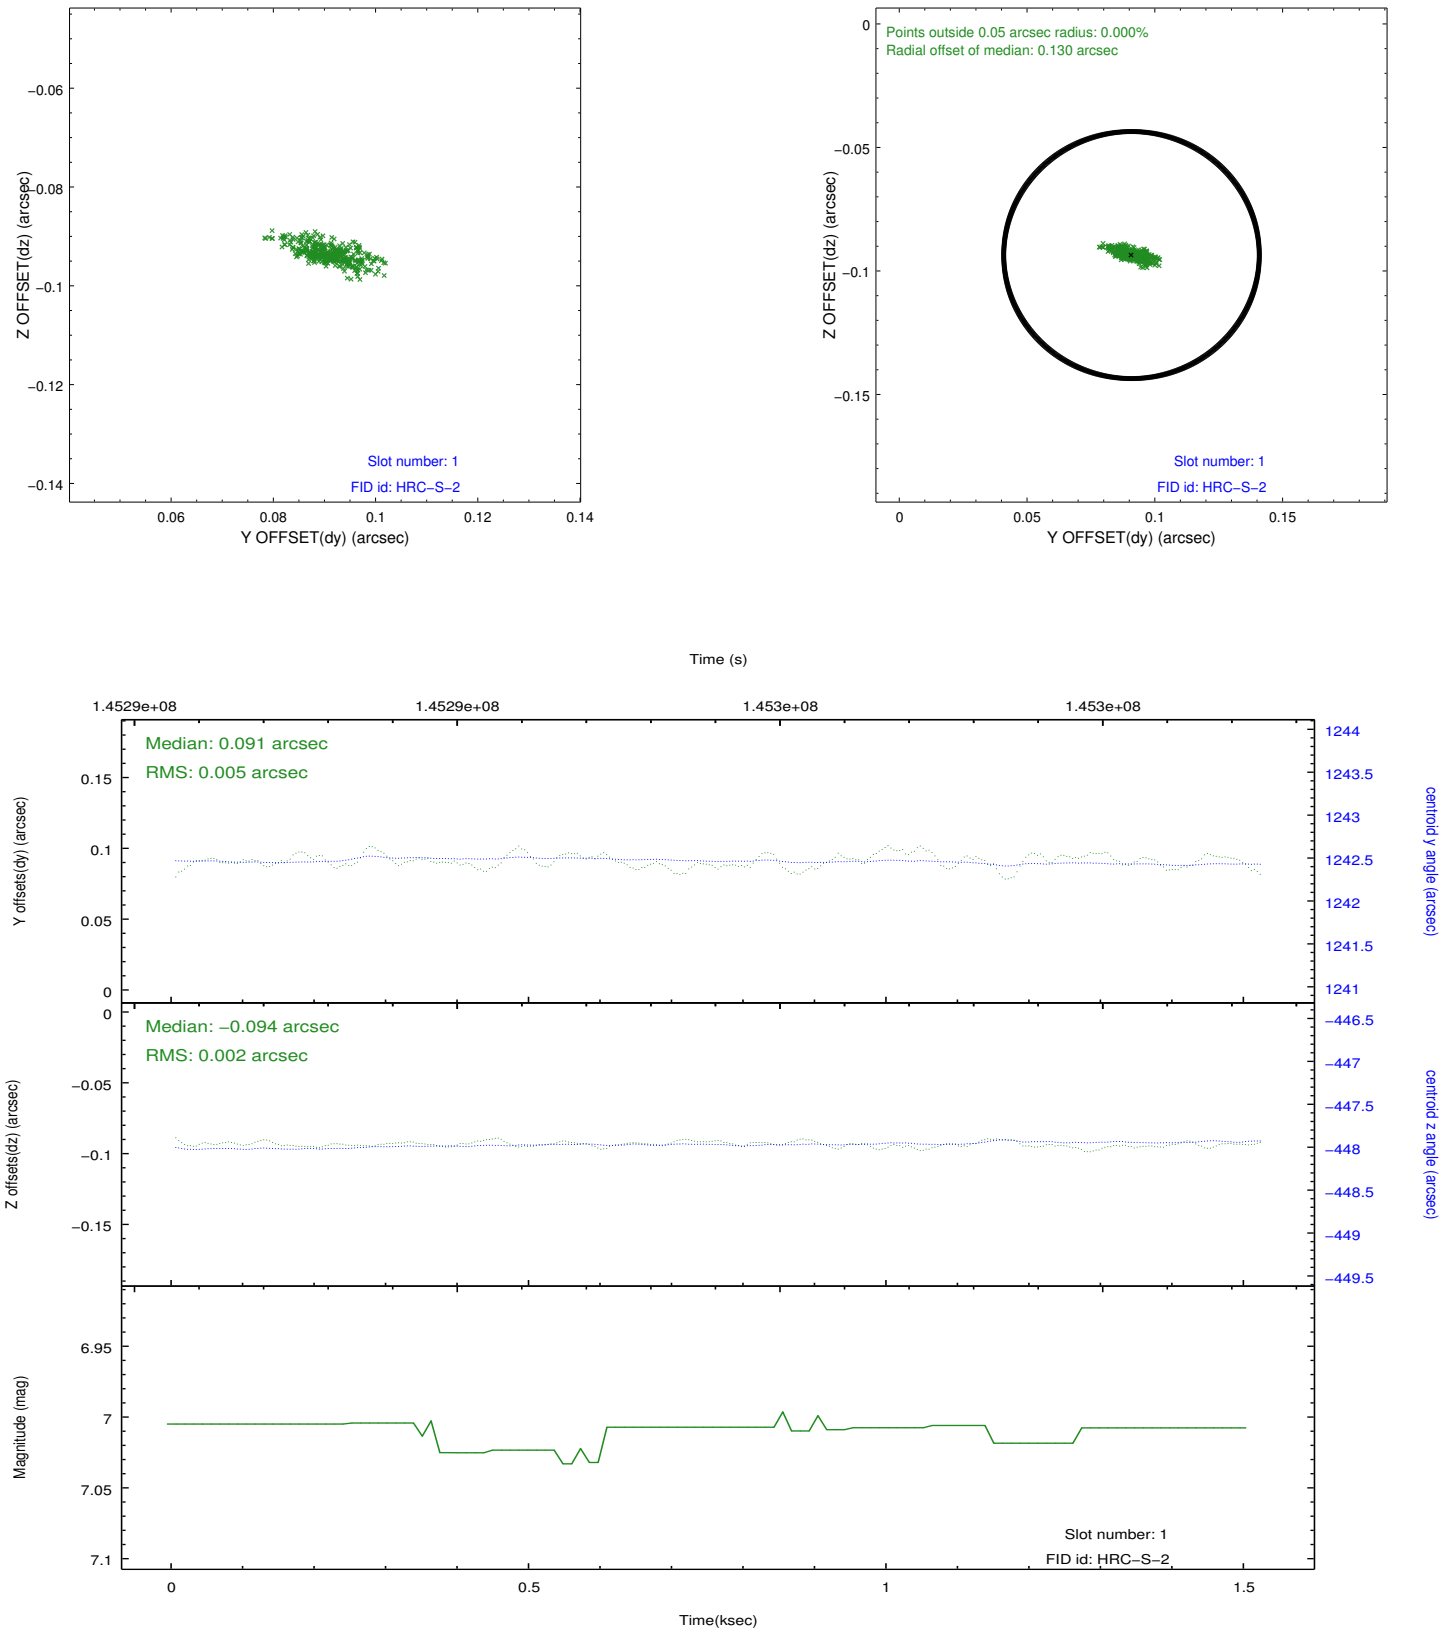 −0.06
−0.08
−0.1
−0.12
−0.14
Z OFFSET(dz) (arcsec)
Slot number: 1
FID id: HRC−S−2
0.06 0.08 0.1 0.12 0.14
Y OFFSET(dy) (arcsec)
Points outside 0.05 arcsec radius: 0.000%
Radial offset of median: 0.130 arcsec
0
−0.05
−0.1
−0.15
Z OFFSET(dz) (arcsec)
Slot number: 1
FID id: HRC−S−2
0 0.05 0.1 0.15
Y OFFSET(dy) (arcsec)
Time (s)
1.4529e+08 1.4529e+08 1.453e+08 1.453e+08
Median: 0.091 arcsec
RMS: 0.005 arcsec
0.15
0.1
0.05
0
Y offsets(dy) (arcsec)
1244
1243.5
1243
1242.5
1242
1241.5
1241
centroid y angle (arcsec)
Median: −0.094 arcsec
RMS: 0.002 arcsec
0
−0.05
−0.1
−0.15
Z offsets(dz) (arcsec)
−446.5
−447
−447.5
−448
−448.5
−449
−449.5
centroid z angle (arcsec)
6.95
7
7.05
7.1
Magnitude (mag)
Slot number: 1
FID id: HRC−S−2
0 0.5 1 1.5
Time(ksec)